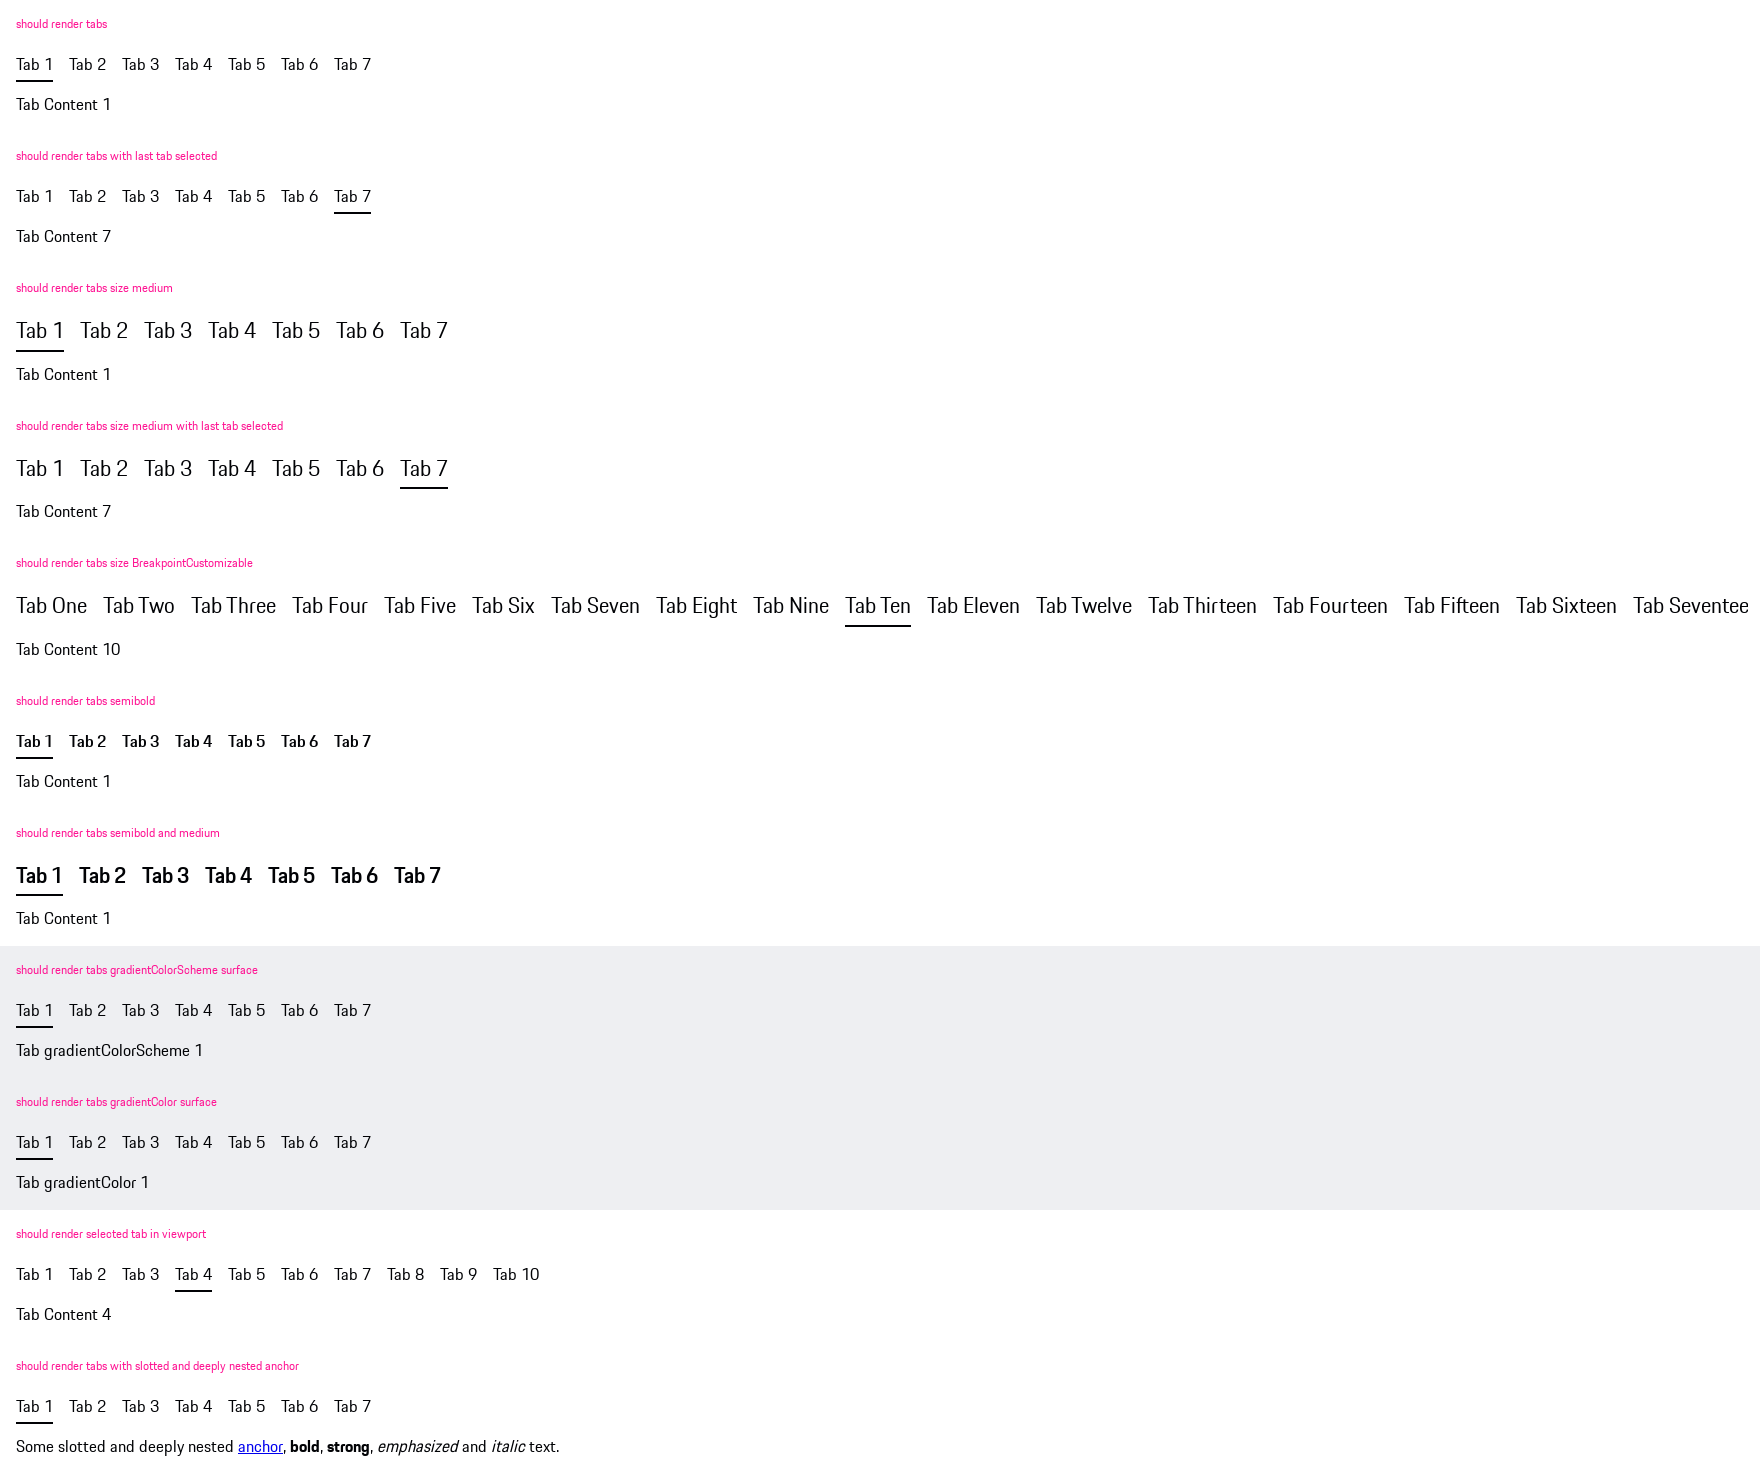 should render tabs
Tab 1 Tab 2 Tab 3 Tab 4 Tab 5 Tab 6 Tab 7
Tab Content 1
should render tabs with last tab selected
Tab 1 Tab 2 Tab 3 Tab 4 Tab 5 Tab 6 Tab 7
Tab Content 7
should render tabs size medium
Tab 1 Tab 2 Tab 3 Tab 4 Tab 5 Tab 6 Tab 7
Tab Content 1
should render tabs size medium with last tab selected
Tab 1 Tab 2 Tab 3 Tab 4 Tab 5 Tab 6 Tab 7
Tab Content 7
should render tabs size BreakpointCustomizable
Tab One Tab Two Tab Three Tab Four Tab Five Tab Six Tab Seven Tab Eight Tab Nine Tab Ten Tab Eleven Tab Twelve Tab Thirteen Tab Fourteen Tab Fifteen Tab Sixteen Tab Seventee
Tab Content 10
should render tabs semibold
Tab 1 Tab 2 Tab 3 Tab 4 Tab 5 Tab 6 Tab 7
Tab Content 1
should render tabs semibold and medium
Tab 1 Tab 2 Tab 3 Tab 4 Tab 5 Tab 6 Tab 7
Tab Content 1
should render tabs gradientColorScheme surface
Tab 1 Tab 2 Tab 3 Tab 4 Tab 5 Tab 6 Tab 7
Tab gradientColorScheme 1
should render tabs gradientColor surface
Tab 1 Tab 2 Tab 3 Tab 4 Tab 5 Tab 6 Tab 7
Tab gradientColor 1
should render selected tab in viewport
Tab 1 Tab 2 Tab 3 Tab 4 Tab 5 Tab 6 Tab 7 Tab 8 Tab 9 Tab 10
Tab Content 4
should render tabs with slotted and deeply nested anchor
Tab 1 Tab 2 Tab 3 Tab 4 Tab 5 Tab 6 Tab 7
Some slotted and deeply nested anchor, bold, strong, emphasized and italic text.